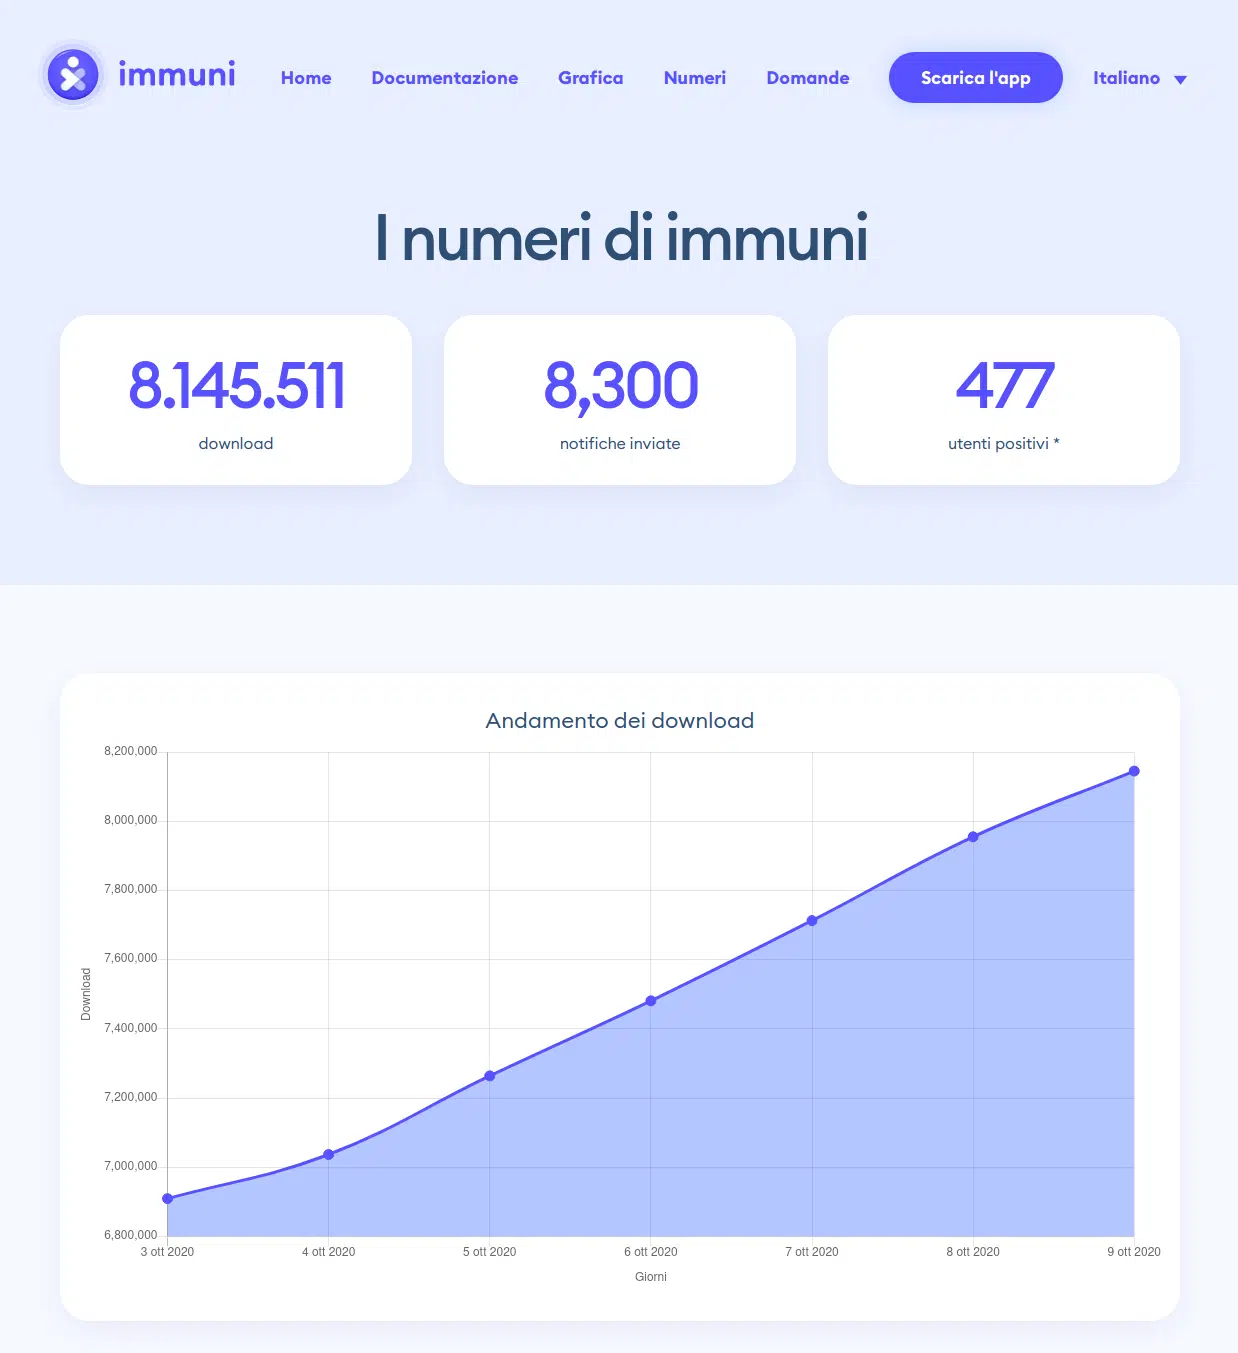 immuni Home Documentazione Grafica Numeri Domande Scarica l'app Italiano
I numeri di immuni
8.145.511
download
8,300
notifiche inviate
477
utenti positivi *
Andamento dei download
8,200,000
8,000,000
7,800,000
7,600,000
7,400,000
7,200,000
7,000,000
6,800,000
Download
3 ott 2020 4 ott 2020 5 ott 2020 6 ott 2020 7 ott 2020 8 ott 2020 9 ott 2020
Giorni